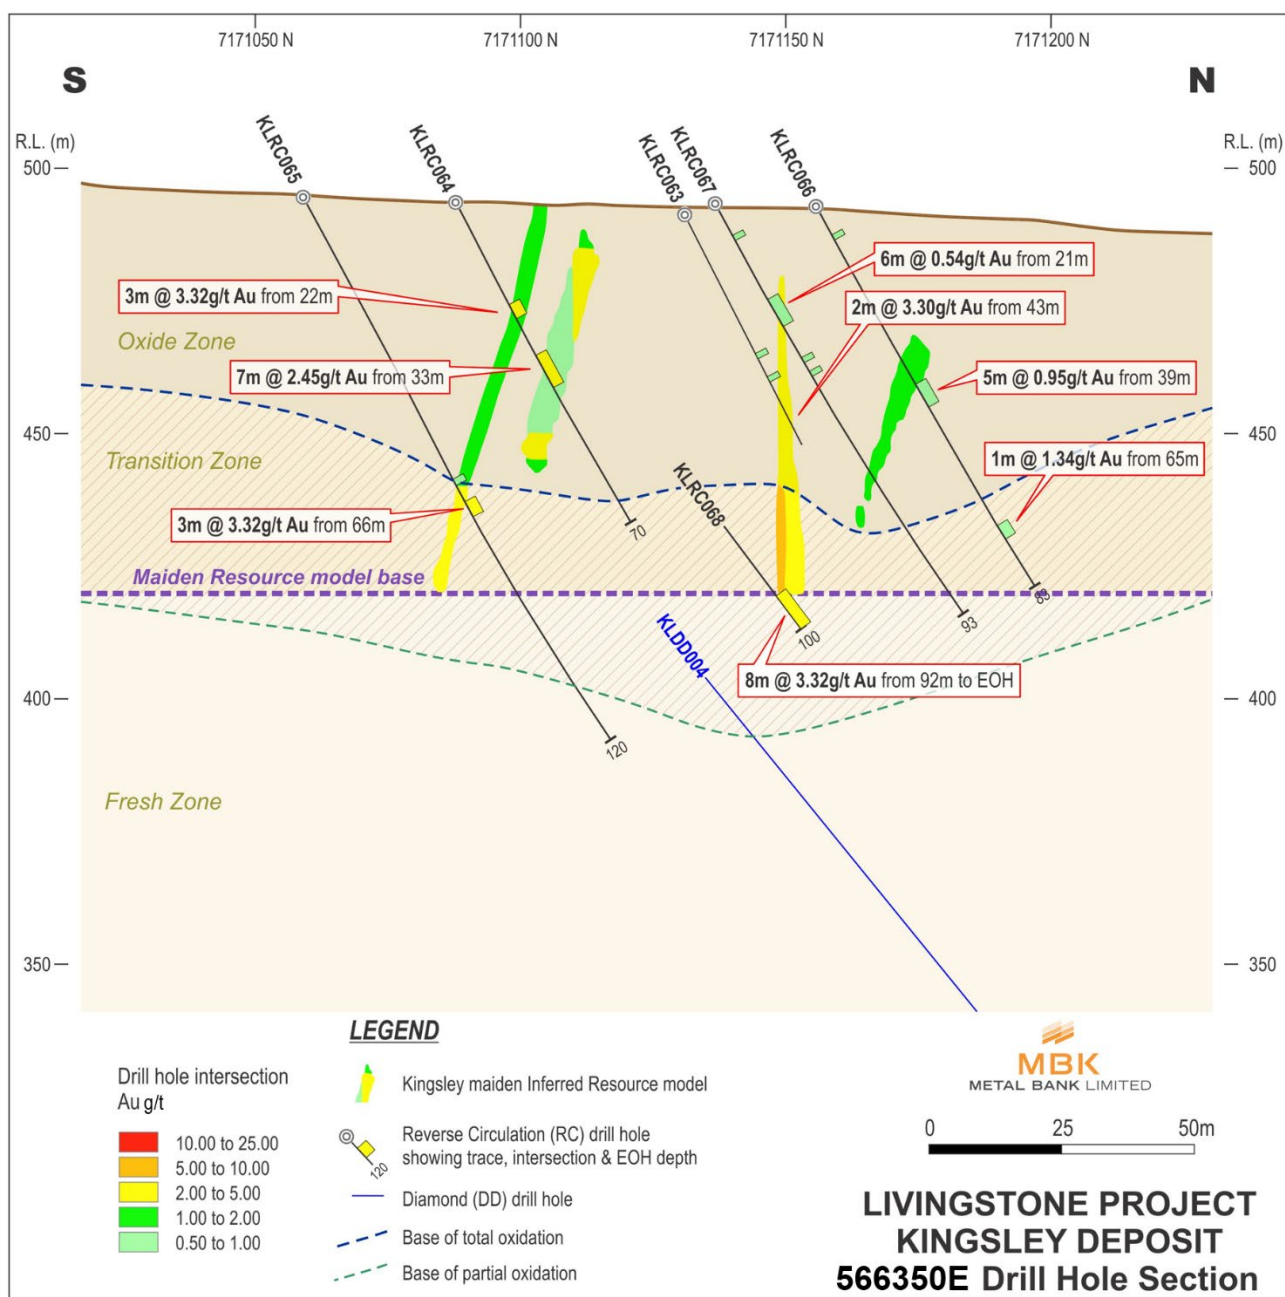 7171050 N
7171100 N
7171150 N
7171200 N
S
N
R.L. (m)
R.L. (m)
500
500
450
450
400
400
350
350
KLRC065
KLRC064
KLRC063
KLRC067
KLRC066
6m @ 0.54g/t Au from 21m
3m @ 3.32g/t Au from 22m
2m @ 3.30g/t Au from 43m
Oxide Zone
7m @ 2.45g/t Au from 33m
5m @ 0.95g/t Au from 39m
Transition Zone
1m @ 1.34g/t Au from 65m
KLRC068
3m @ 3.32g/t Au from 66m
70
Maiden Resource model base
83
93
100
KLDD004
8m @ 3.32g/t Au from 92m to EOH
120
Fresh Zone
LEGEND
Drill hole intersection
Au g/t
10.00 to 25.00
5.00 to 10.00
2.00 to 5.00
1.00 to 2.00
0.50 to 1.00
Kingsley maiden Inferred Resource model
120
Reverse Circulation (RC) drill hole
showing trace, intersection & EOH depth
Diamond (DD) drill hole
Base of total oxidation
Base of partial oxidation
MBK
METAL BANK LIMITED
0
25
50m
LIVINGSTONE PROJECT
KINGSLEY DEPOSIT
566350E Drill Hole Section